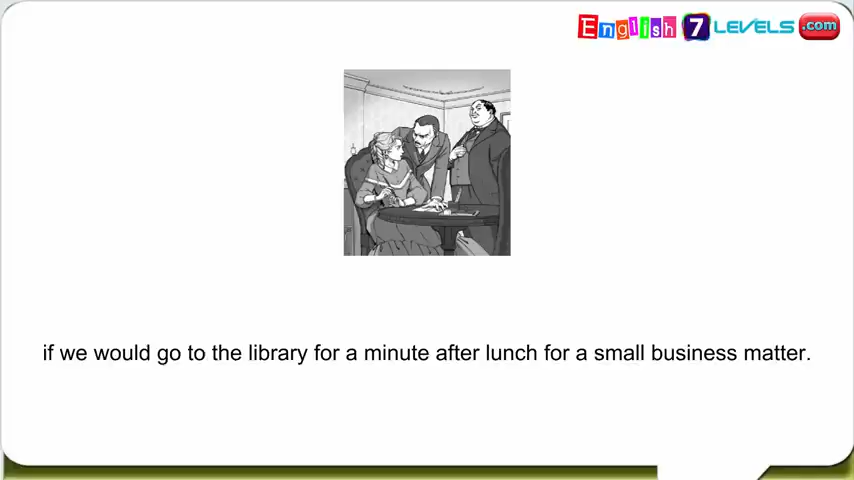 English 7 LEVELS .com
if we would go to the library for a minute after lunch for a small business matter.